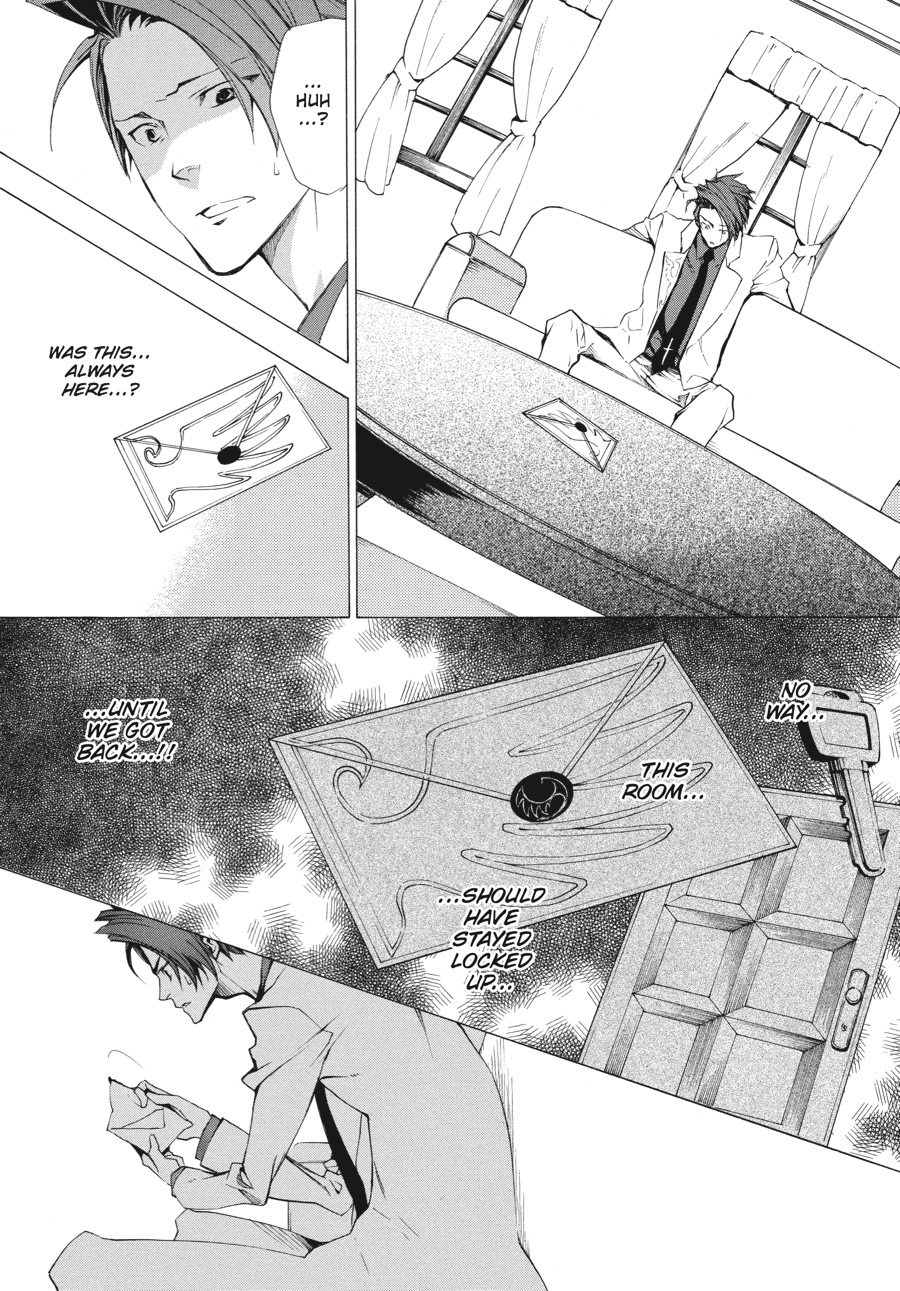 ...
HUH
...?
WAS THIS...
ALWAYS
HERE...?
NO
WAY...
THIS
ROOM...
...SHOULD
HAVE
STAYED
LOCKED
UP...
...UNTIL
WE GOT
BACK...!!